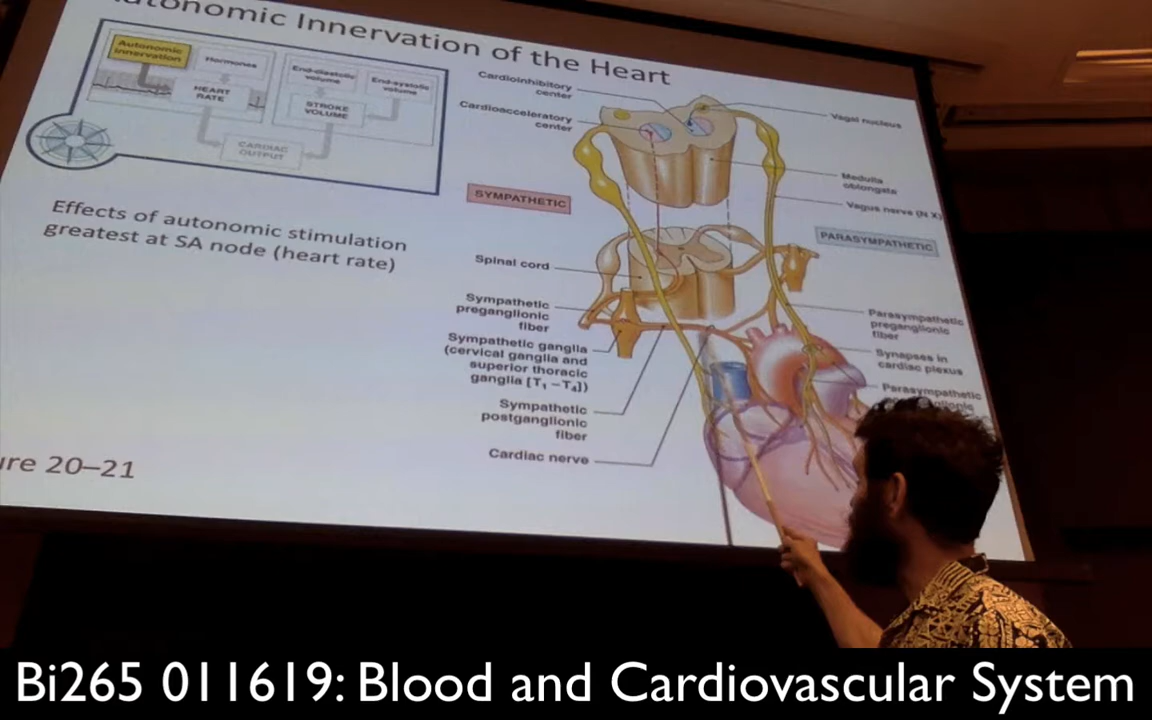 Autonomic Innervation of the Heart
Autonomic
innervation
Hormones
End-diastolic
volume
End-systolic
volume
HEART
RATE
STROKE
VOLUME
CARDIAC
OUTPUT
Effects of autonomic stimulation
greatest at SA node (heart rate)
Cardioinhibitory
center
Cardioacceleratory
center
SYMPATHETIC
Spinal cord
Sympathetic
preganglionic
fiber
Sympathetic ganglia
(cervical ganglia and
superior thoracic
ganglia [T1 –T4])
Sympathetic
postganglionic
fiber
Cardiac nerve
Vagal nucleus
Medulla
oblongata
Vagus nerve (N X)
PARASYMPATHETIC
Parasympathetic
preganglionic
fiber
Synapses in
cardiac plexus
Parasympathetic
ure 20–21
Bi265 011619: Blood and Cardiovascular System